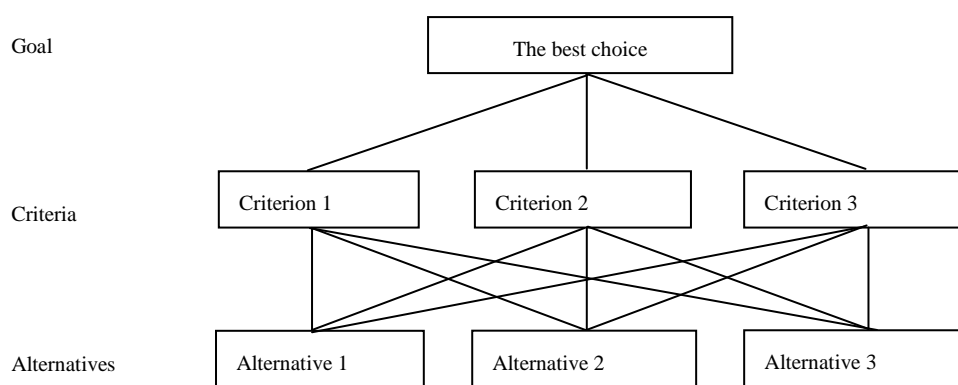 Goal
The best choice
Criteria
Criterion 1
Criterion 2
Criterion 3
Alternatives
Alternative 1
Alternative 2
Alternative 3